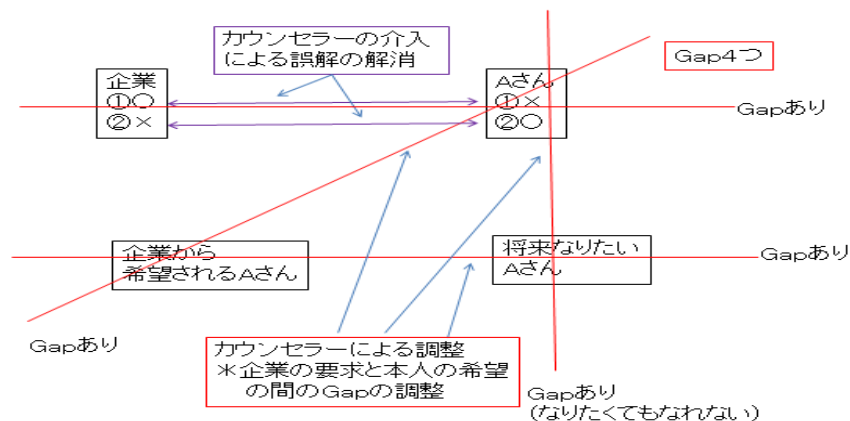 カウンセラーの介入
による誤解の解消
Gap4つ
企業
①○
②×
Aさん
①×
②○
Gapあり
企業から
希望されるAさん
将来なりたい
Aさん
Gapあり
Gapあり
カウンセラーによる調整
＊企業の要求と本人の希望
の間のGapの調整
Gapあり
(なりたくてもなれない)